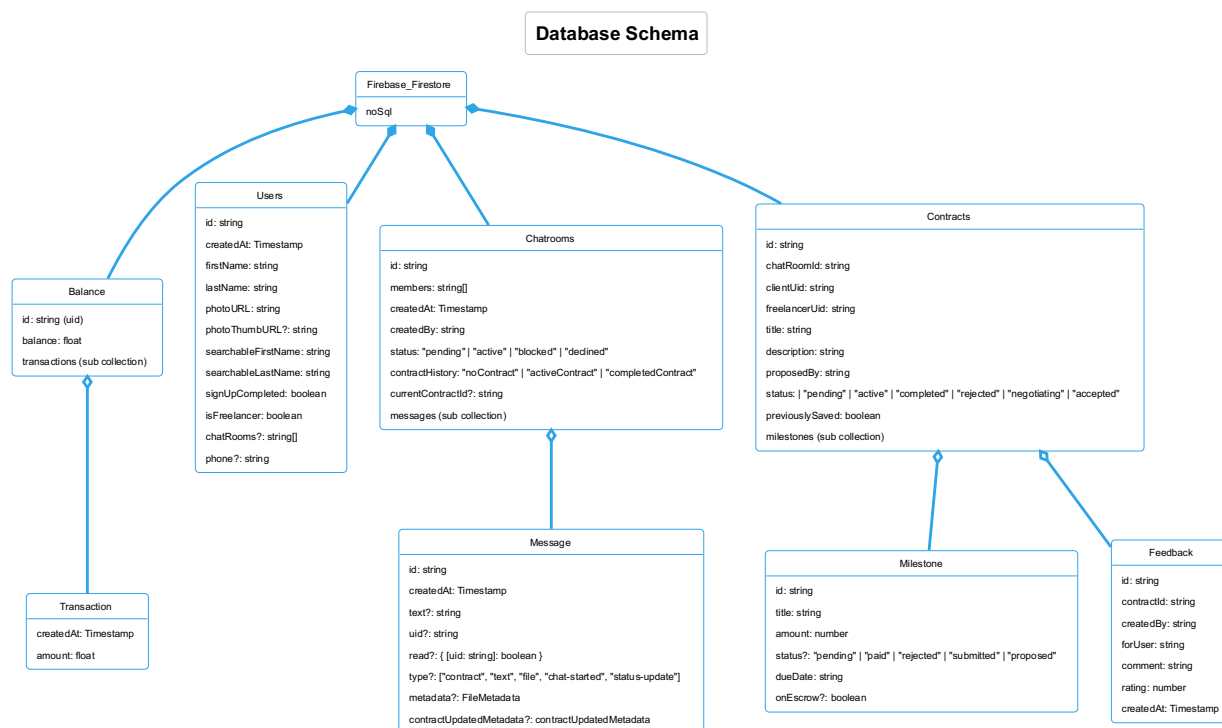 Database Schema
Firebase_Firestore
noSql
Users
id: string
createdAt: Timestamp
firstName: string
lastName: string
photoURL: string
photoThumbURL?: string
searchableFirstName: string
searchableLastName: string
signUpCompleted: boolean
isFreelancer: boolean
chatRooms?: string[]
phone?: string
Chatrooms
id: string
members: string[]
createdAt: Timestamp
createdBy: string
status: "pending" | "active" | "blocked" | "declined"
contractHistory: "noContract" | "activeContract" | "completedContract"
currentContractId?: string
messages (sub collection)
Contracts
id: string
chatRoomId: string
clientUid: string
freelancerUid: string
title: string
description: string
proposedBy: string
status: | "pending" | "active" | "completed" | "rejected" | "negotiating" | "accepted"
previouslySaved: boolean
milestones (sub collection)
Balance
id: string (uid)
balance: float
transactions (sub collection)
Transaction
createdAt: Timestamp
amount: float
Message
id: string
createdAt: Timestamp
text?: string
uid?: string
read?: { [uid: string]: boolean }
type?: ["contract", "text", "file", "chat-started", "status-update"]
metadata?: FileMetadata
contractUpdatedMetadata?: contractUpdatedMetadata
Milestone
id: string
title: string
amount: number
status?: "pending" | "paid" | "rejected" | "submitted" | "proposed"
dueDate: string
onEscrow?: boolean
Feedback
id: string
contractId: string
createdBy: string
forUser: string
comment: string
rating: number
createdAt: Timestamp